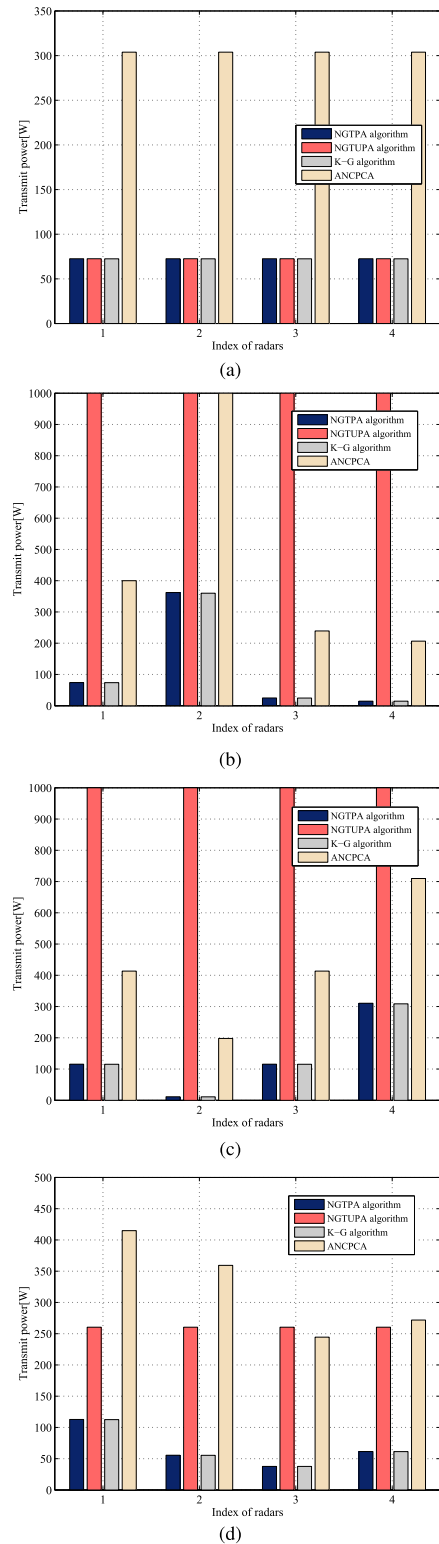 350
300
250
200
150
100
50
0
Transmit power[W]
NGTPA algorithm
NGTUPA algorithm
K−G algorithm
ANCPCA
1 2 3 4
Index of radars
(a)
1000
900
800
700
600
500
400
300
200
100
0
Transmit power[W]
NGTPA algorithm
NGTUPA algorithm
K−G algorithm
ANCPCA
1 2 3 4
Index of radars
(b)
1000
900
800
700
600
500
400
300
200
100
0
Transmit power[W]
NGTPA algorithm
NGTUPA algorithm
K−G algorithm
ANCPCA
1 2 3 4
Index of radars
(c)
500
450
400
350
300
250
200
150
100
50
0
Transmit power[W]
NGTPA algorithm
NGTUPA algorithm
K−G algorithm
ANCPCA
1 2 3 4
Index of radars
(d)